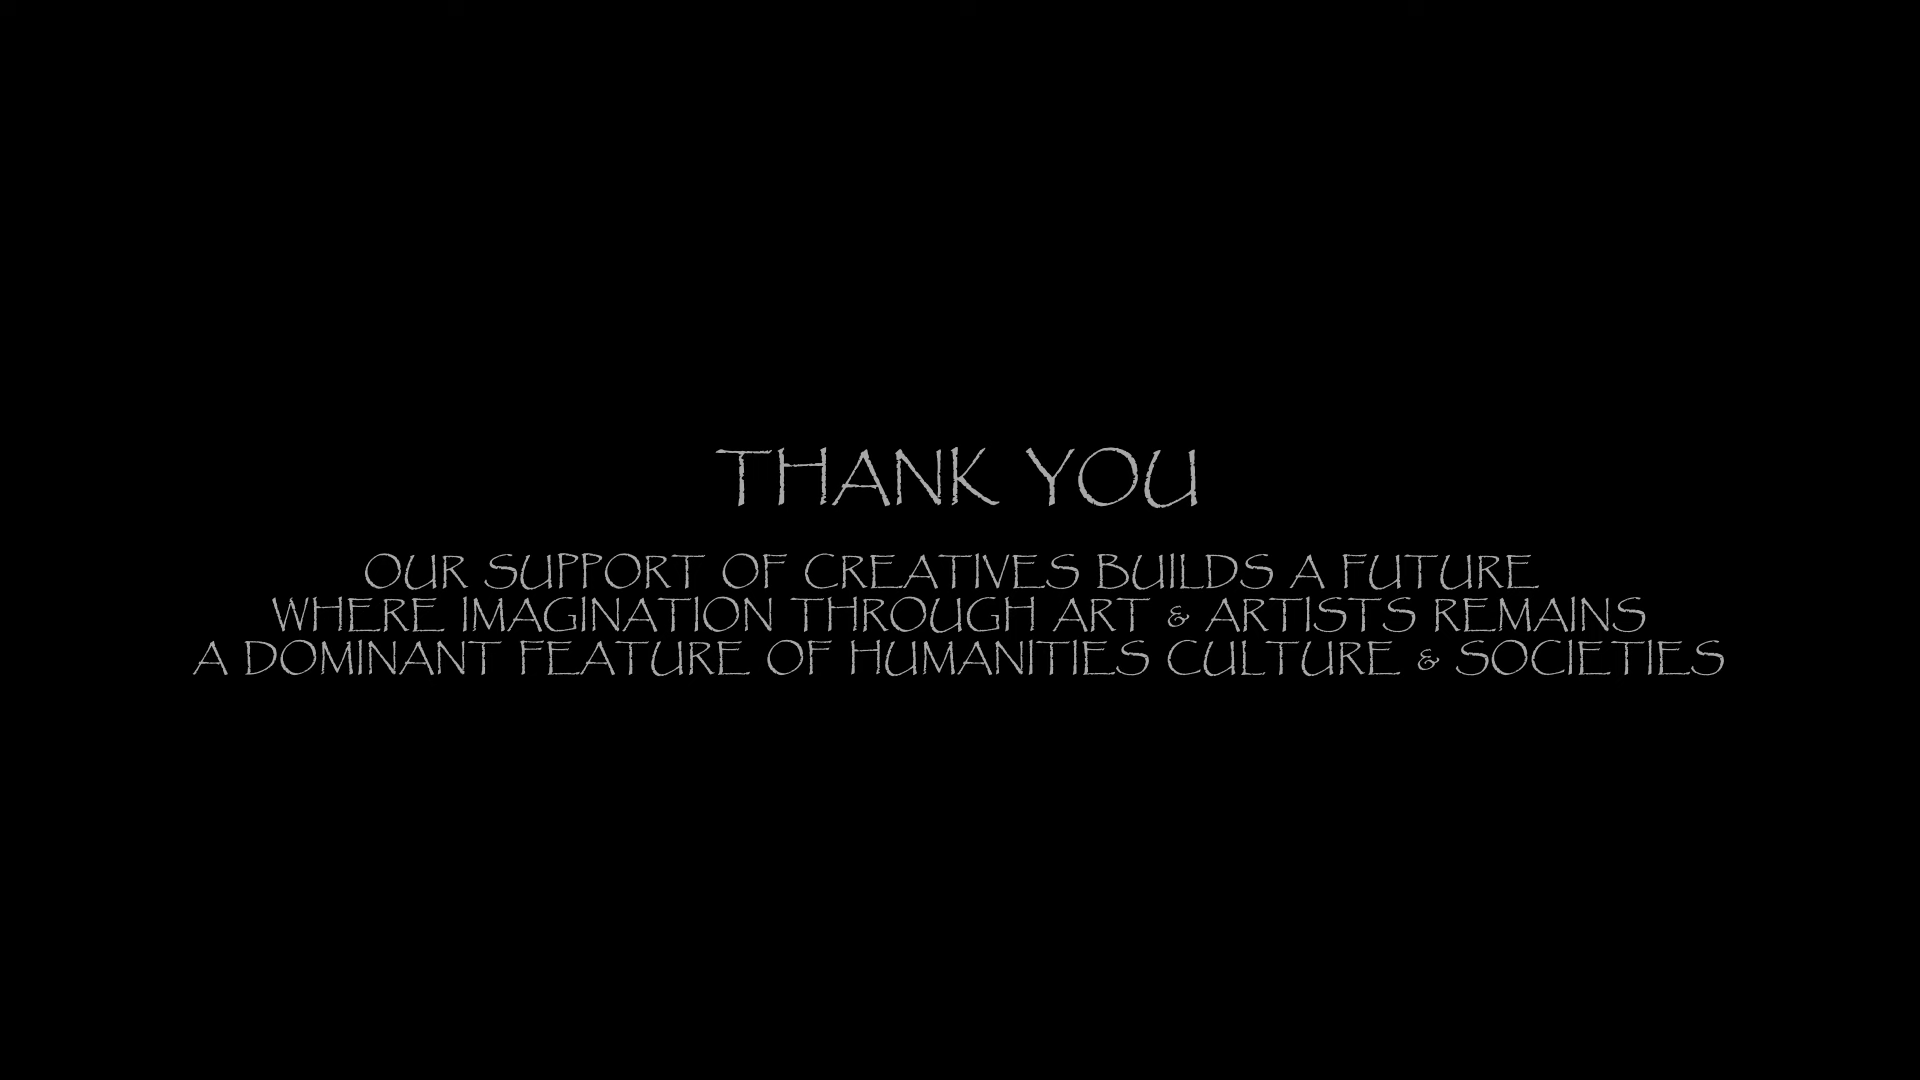 THANK YOU
OUR SUPPORT OF CREATIVES BUILDS A FUTURE
WHERE IMAGINATION THROUGH ART & ARTISTS REMAINS
A DOMINANT FEATURE OF HUMANITIES CULTURE & SOCIETIES